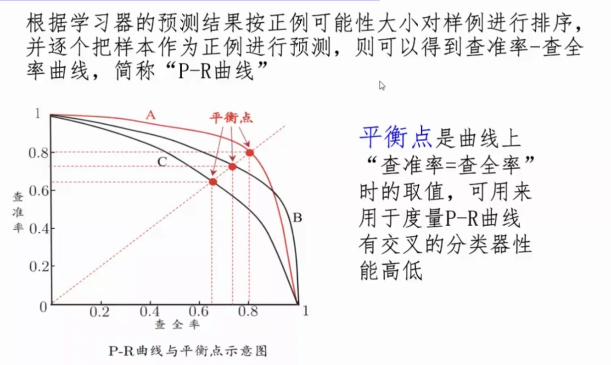 根据学习器的预测结果按正例可能性大小对样例进行排序，
并逐个把样本作为正例进行预测，则可以得到查准率-查全
率曲线，简称“P-R曲线”
平衡点是曲线上
“查准率=查全率”
时的取值，可用来
用于度量P-R曲线
有交叉的分类器性
能高低
1
A
平衡点
0.8
C
查准率
0.6
B
0.4
0.2
0
0.2
0.4
0.6
0.8
1
查全率
P-R曲线与平衡点示意图